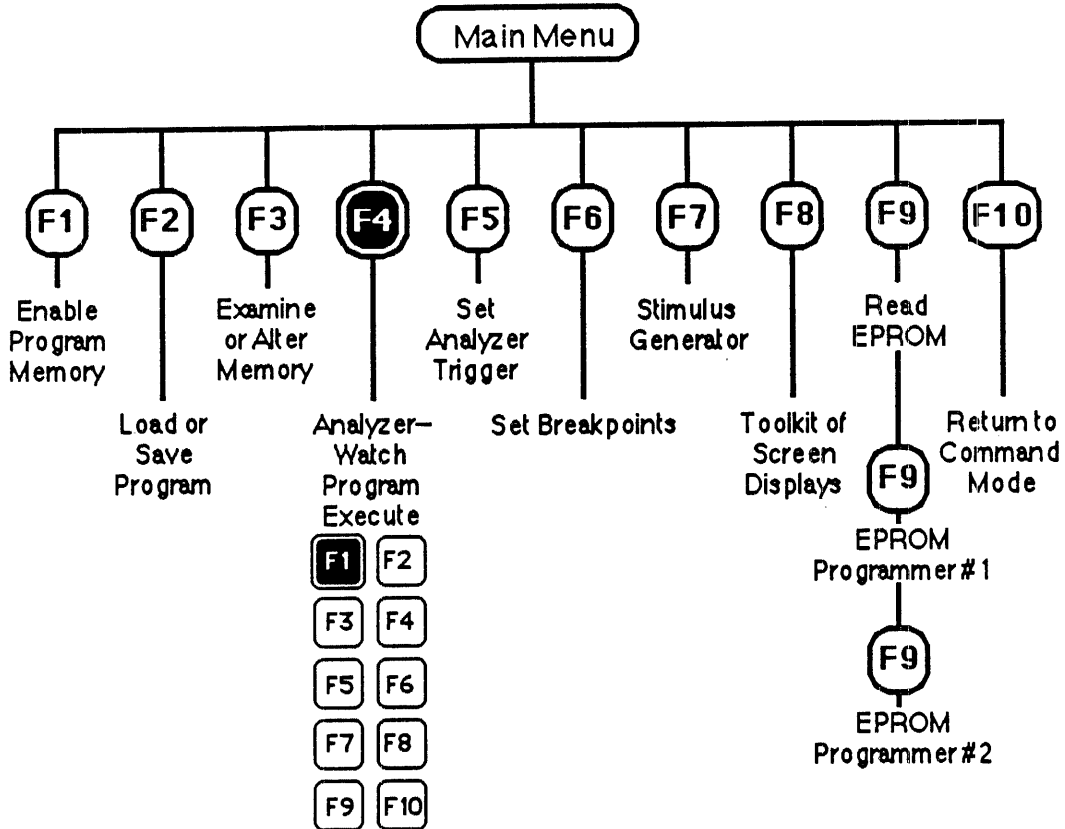 Main Menu
F1 F2 F3 F4 F5 F6 F7 F8 F9 F10
Enable
Program
Memory
Load or
Save
Program
Examine
or Alter
Memory
Analyzer—
Watch
Program
Execute
F1 F2
F3 F4
F5 F6
F7 F8
F9 F10
Set
Analyzer
Trigger
Set Breakpoints
Stimulus
Generator
Toolkit of
Screen
Displays
Read
EPROM
F9
EPROM
Programmer #1
F9
EPROM
Programmer #2
Return to
Command
Mode